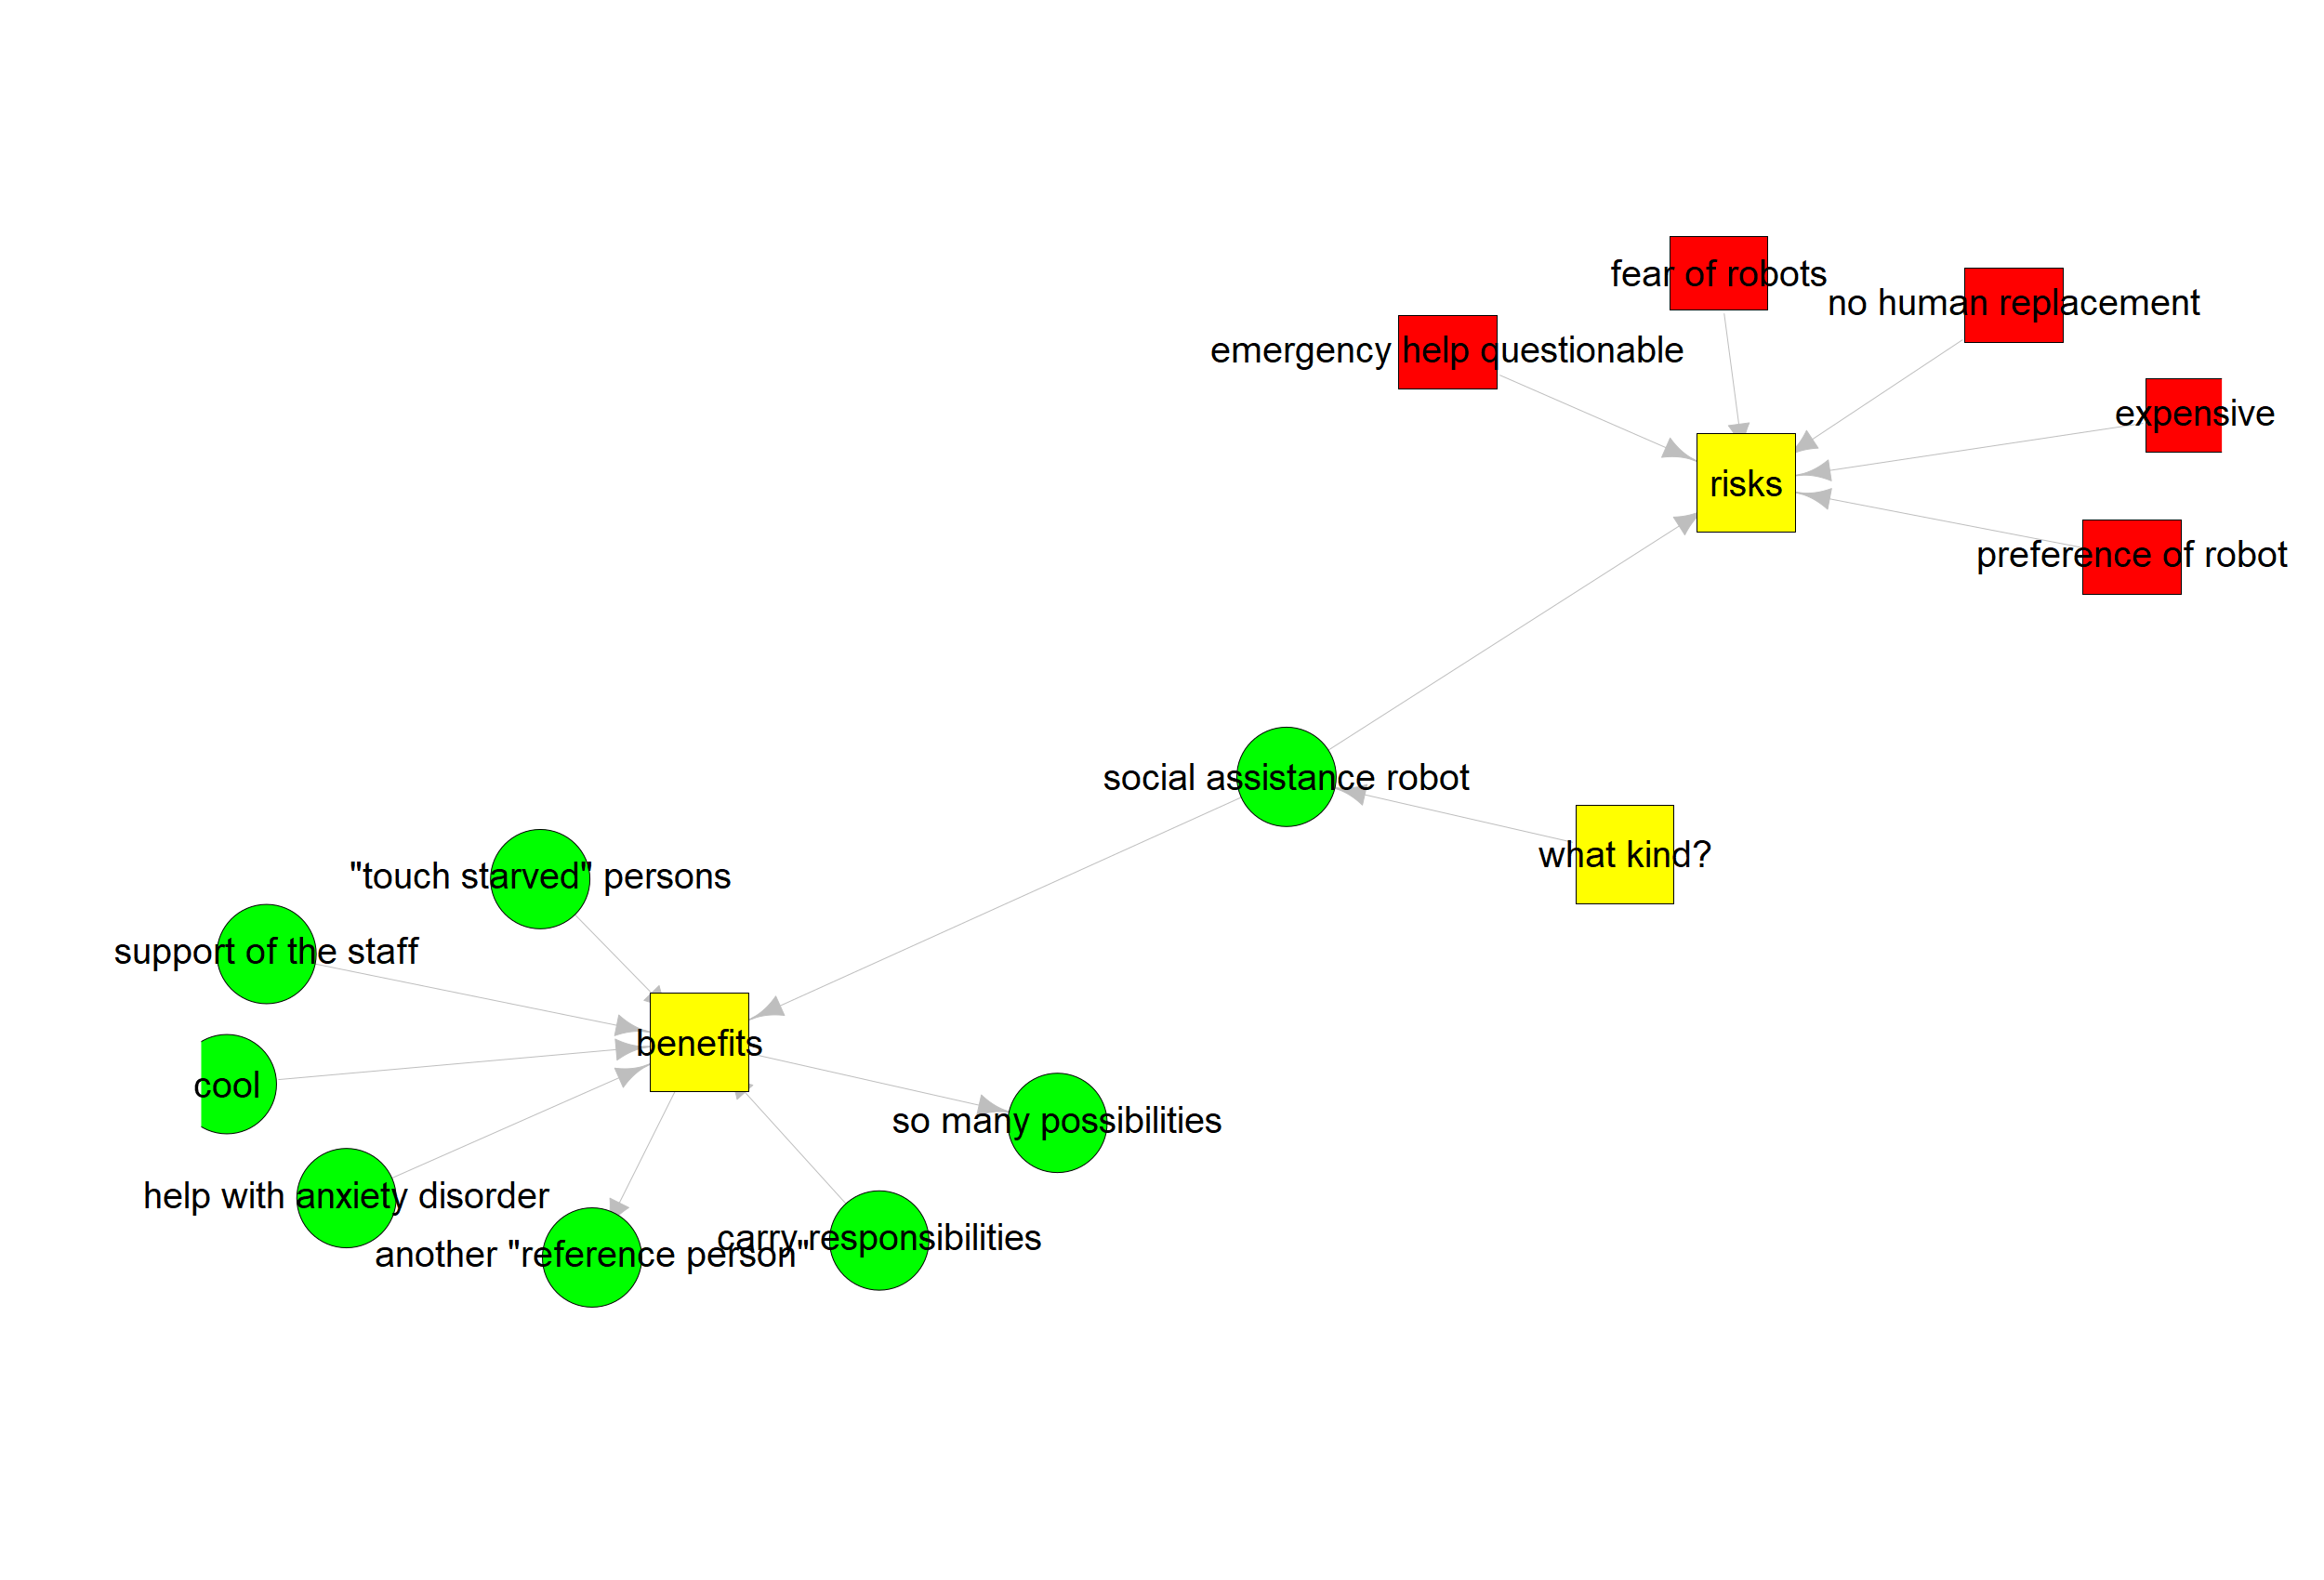 fear of robots
no human replacement
emergency help questionable
expensive
risks
preference of robot
social assistance robot
what kind?
"touch starved" persons
support of the staff
benefits
cool
so many possibilities
help with anxiety disorder
carry responsibilities
another "reference person"